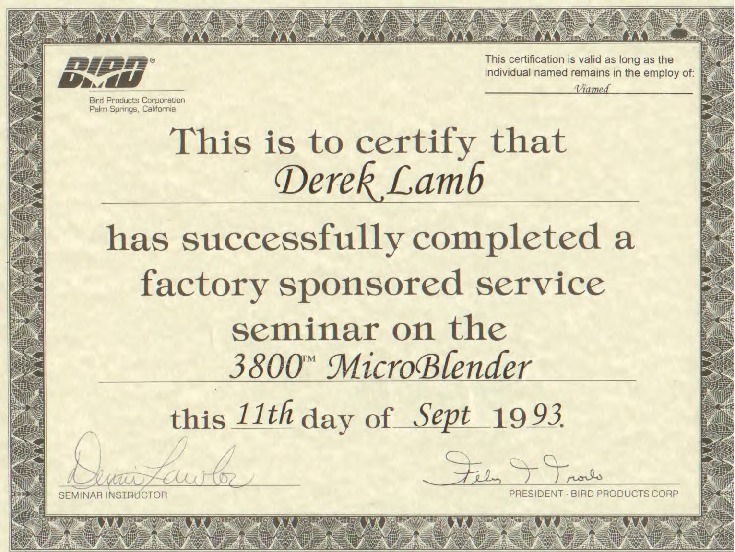 BIRD®
Bird Products Corporation
Palm Springs, California
This certification is valid as long as the
individual named remains in the employ of:
Viamed
This is to certify that
Derek Lamb
has successfully completed a
factory sponsored service
seminar on the
3800™ MicroBlender
this 11th day of Sept 1993.
Dennis Lawlor
SEMINAR INSTRUCTOR
PRESIDENT - BIRD PRODUCTS CORP